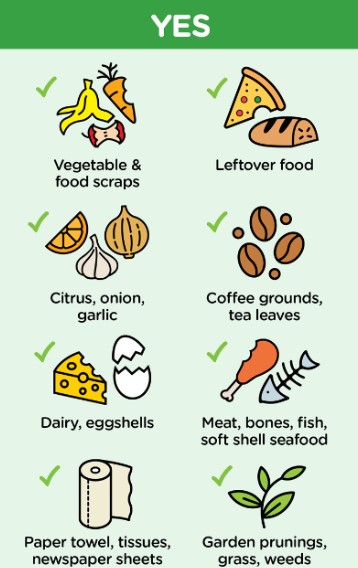 YES
Vegetable &
food scraps
Leftover food
Citrus, onion,
garlic
Coffee grounds,
tea leaves
Dairy, eggshells
Meat, bones, fish,
soft shell seafood
Paper towel, tissues,
newspaper sheets
Garden prunings,
grass, weeds